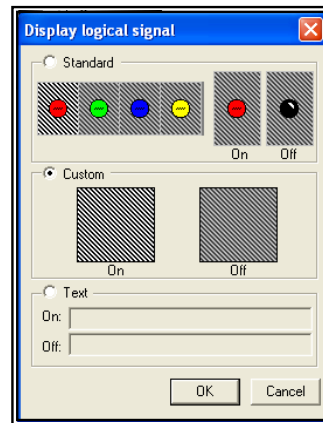 Display logical signal
Standard
On Off
Custom
On Off
Text
On:
Off:
OK Cancel